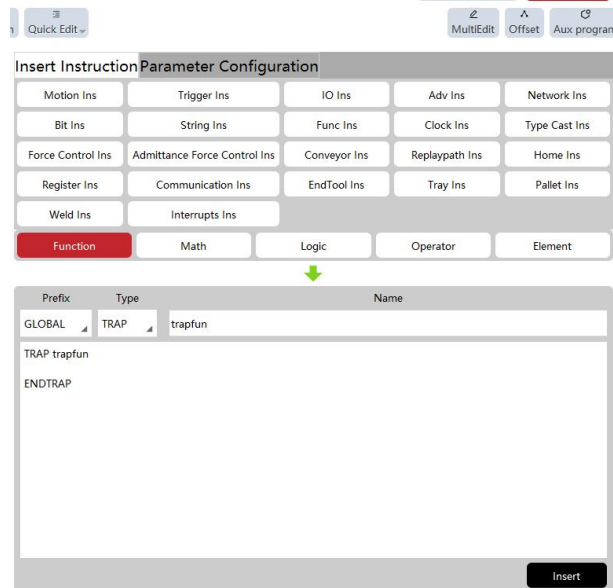 Quick Edit
MultiEdit Offset Aux program
Insert Instruction Parameter Configuration
Motion Ins Trigger Ins IO Ins Adv Ins Network Ins
Bit Ins String Ins Func Ins Clock Ins Type Cast Ins
Force Control Ins Admittance Force Control Ins Conveyor Ins Replaypath Ins Home Ins
Register Ins Communication Ins EndTool Ins Tray Ins Pallet Ins
Weld Ins Interrupts Ins
Function Math Logic Operator Element
Prefix Type Name
GLOBAL TRAP trapfun
TRAP trapfun
ENDTRAP
Insert